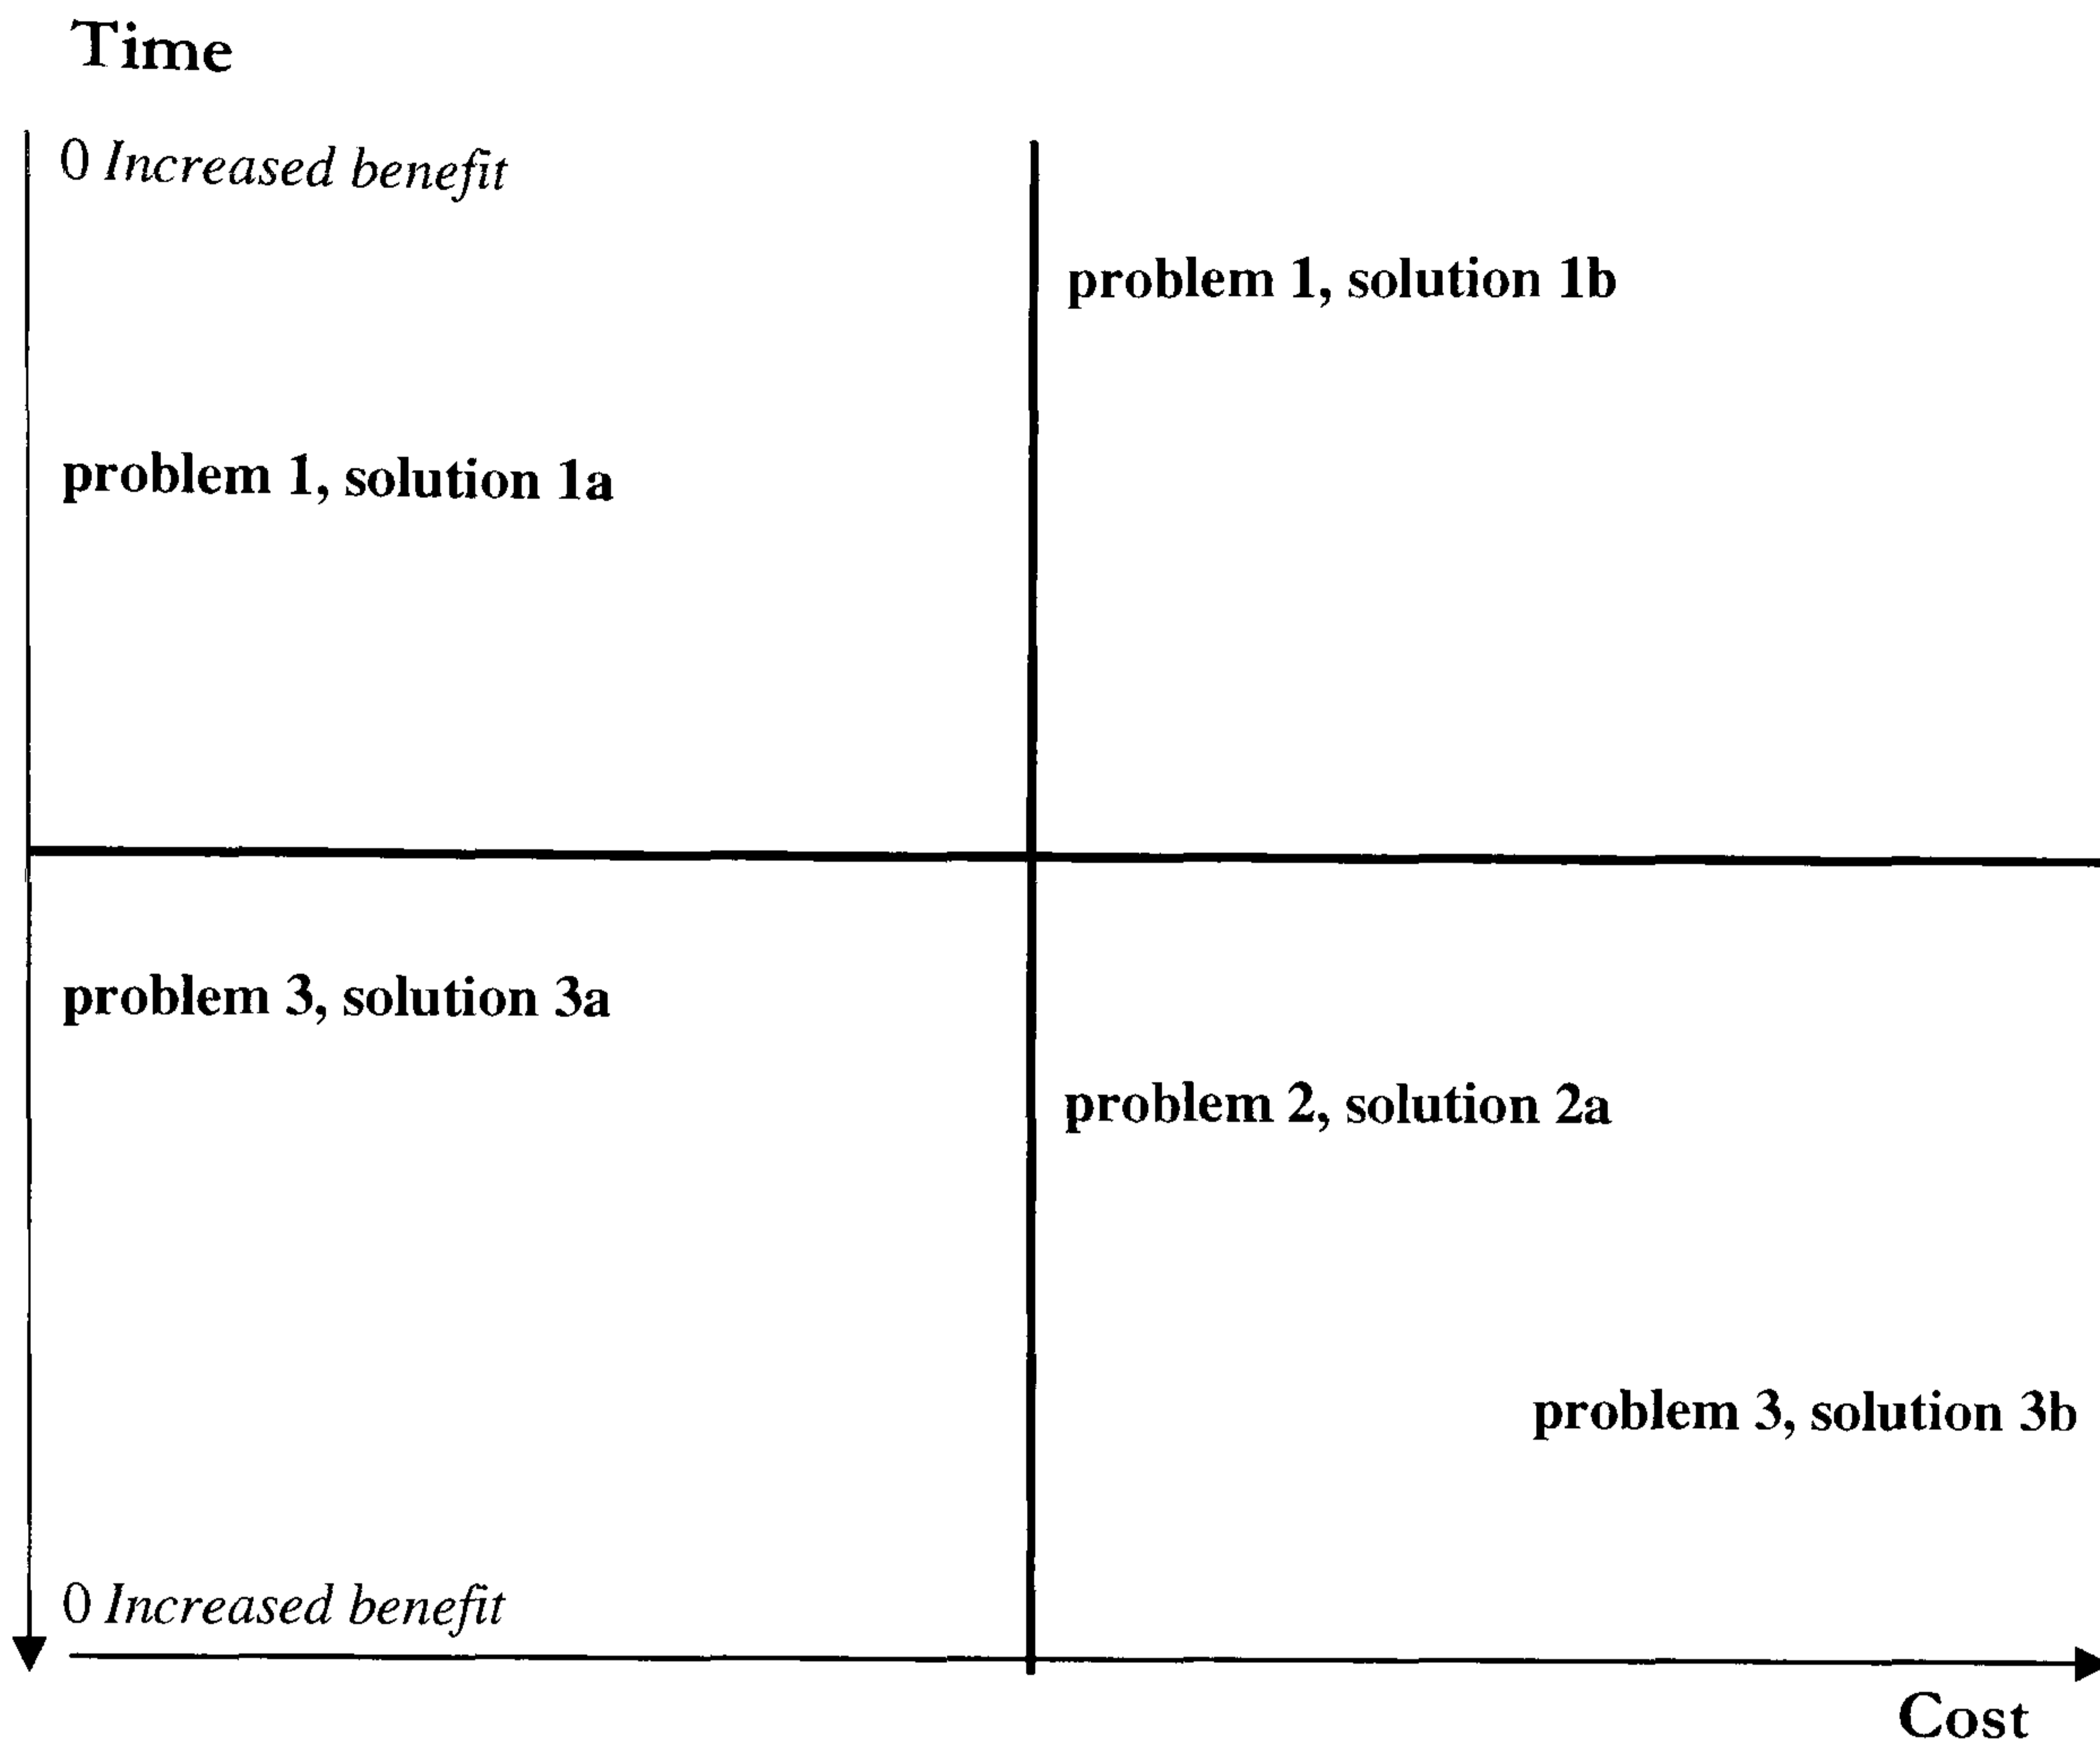 Time
0 Increased benefit
problem 1, solution 1b
problem 1, solution 1a
problem 3, solution 3a
problem 2, solution 2a
problem 3, solution 3b
0 Increased benefit
Cost